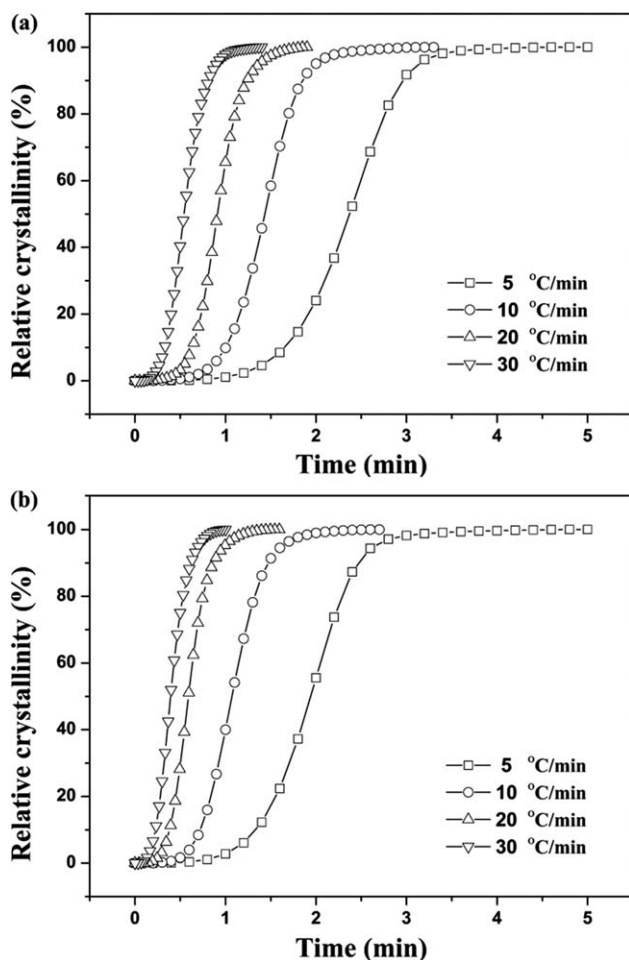 (a)
Relative crystallinity (%)
100
80
60
40
20
0
5 °C/min
10 °C/min
20 °C/min
30 °C/min
0 1 2 3 4 5
Time (min)
(b)
Relative crystallinity (%)
100
80
60
40
20
0
5 °C/min
10 °C/min
20 °C/min
30 °C/min
0 1 2 3 4 5
Time (min)